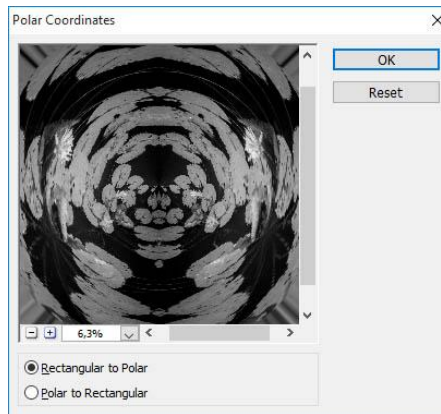 Polar Coordinates
OK
Reset
6,3%
Rectangular to Polar
Polar to Rectangular